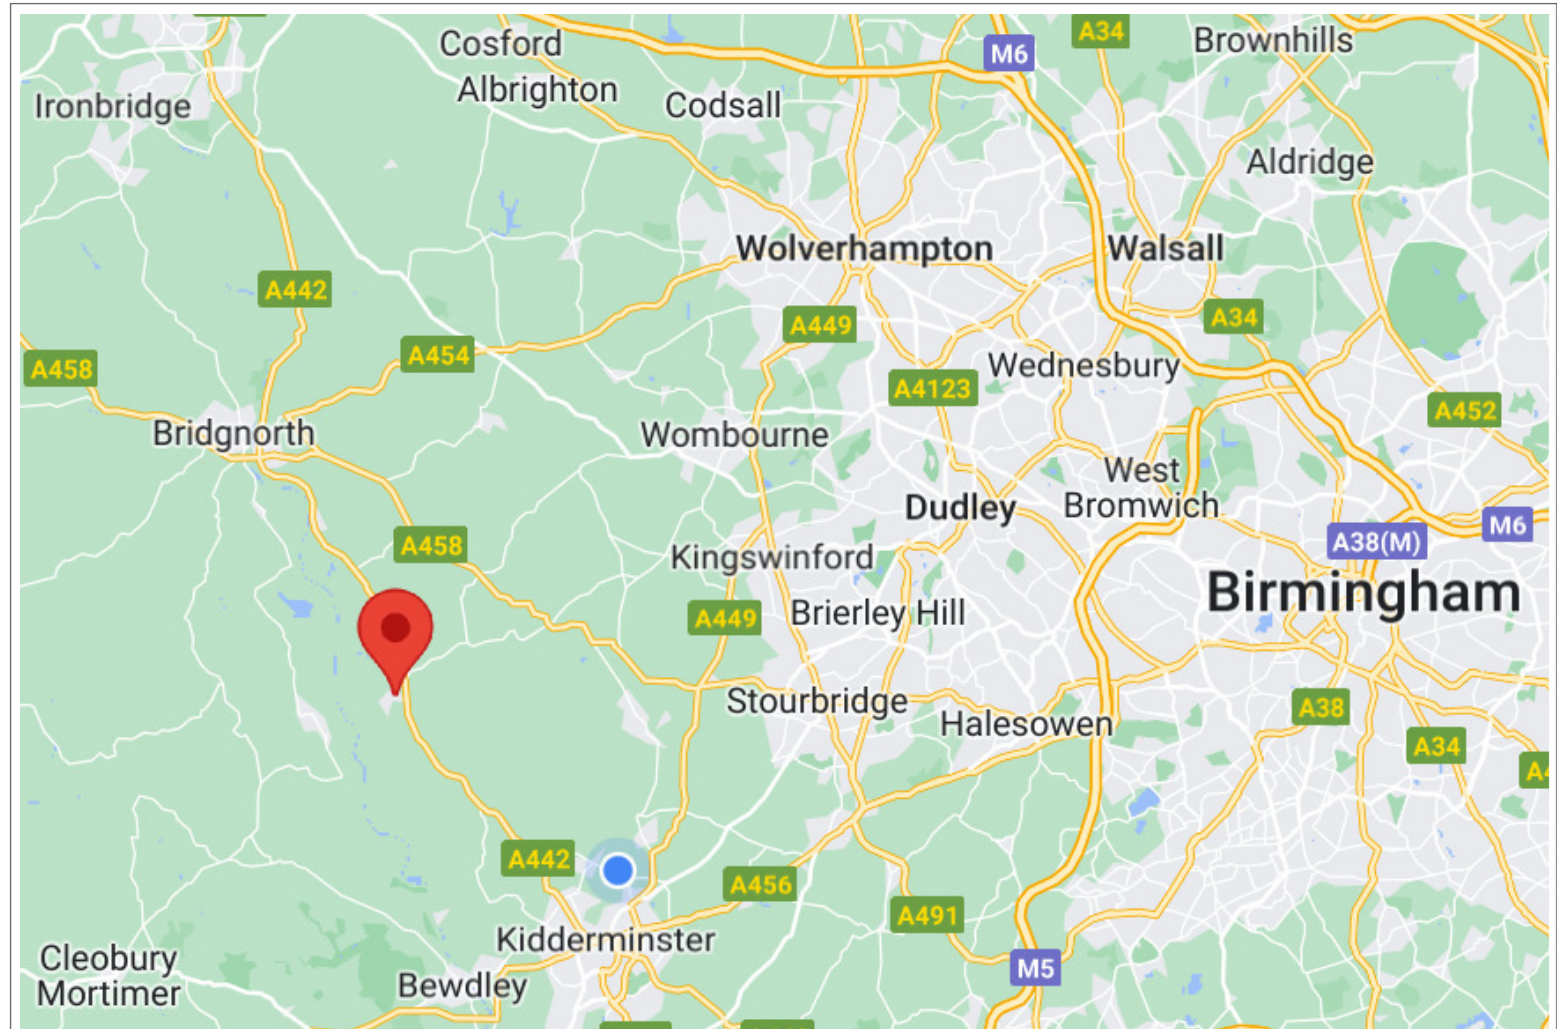 Cosford
M6
A34
Brownhills
Albrighton
Codsall
Ironbridge
Aldridge
Wolverhampton
Walsall
A442
A449
A34
A454
Wednesbury
A458
A4123
A452
Bridgnorth
Wombourne
West
Bromwich
Dudley
M6
A38(M)
A458
Kingswinford
Birmingham
A449
Brierley Hill
Stourbridge
A38
Halesowen
A34
A442
A456
A491
Kidderminster
Cleobury
Mortimer
M5
Bewdley